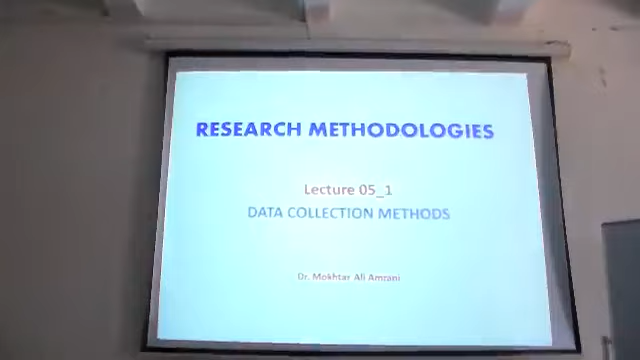 RESEARCH METHODOLOGIES
Lecture 05_1
DATA COLLECTION METHODS
Dr. Mokhtar Ali Amrani